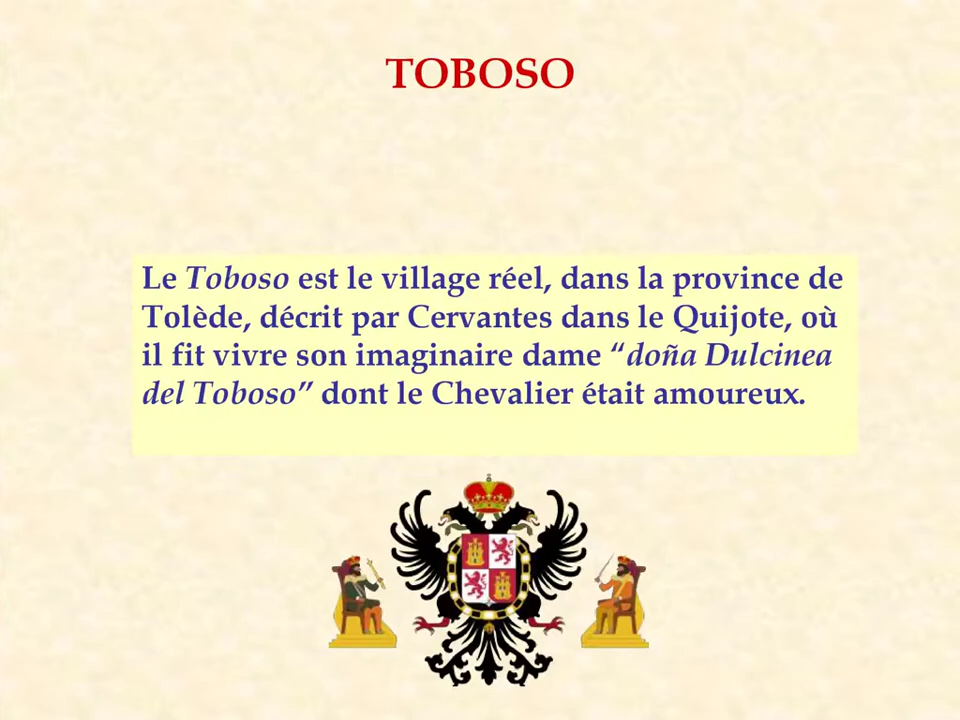 TOBOSO
Le Toboso est le village réel, dans la province de
Tolède, décrit par Cervantes dans le Quijote, où
il fit vivre son imaginaire dame “doña Dulcinea
del Toboso” dont le Chevalier était amoureux.